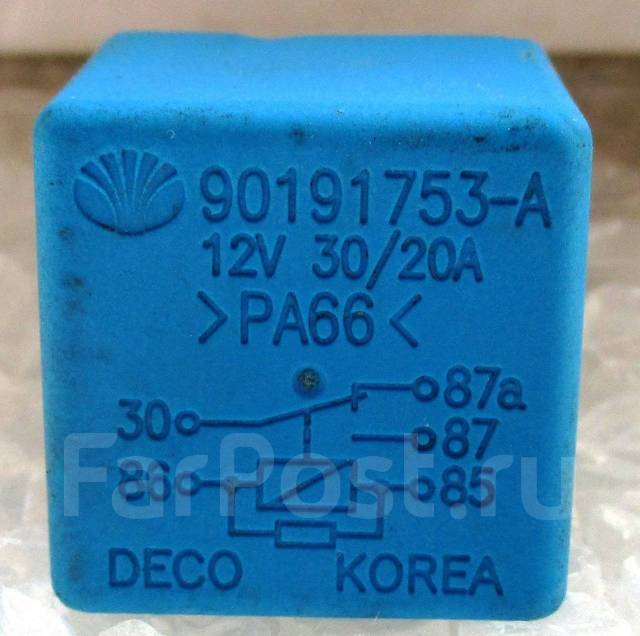 90191753-A
12V 30/20A
>PA66<
87a
30
87
86
85
FarPost.ru
DECO KOREA